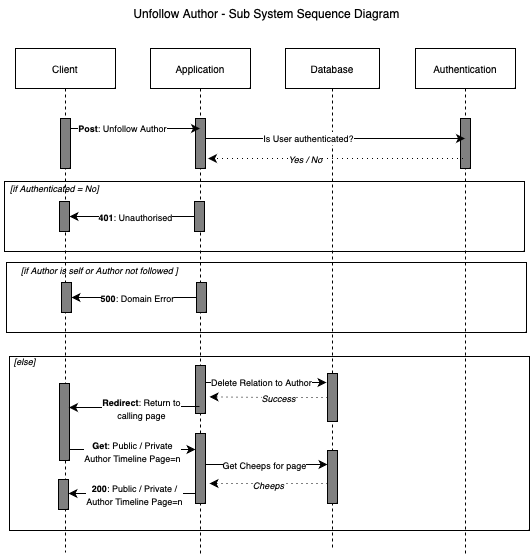 Unfollow Author - Sub System Sequence Diagram
Client
Application
Database
Authentication
Post: Unfollow Author
Is User authenticated?
Yes / No
[if Authenticated = No]
401: Unauthorised
[if Author is self or Author not followed ]
500: Domain Error
[else]
Delete Relation to Author
Success
Redirect: Return to
calling page
Get: Public / Private
Author Timeline Page=n
Get Cheeps for page
Cheeps
200: Public / Private /
Author Timeline Page=n